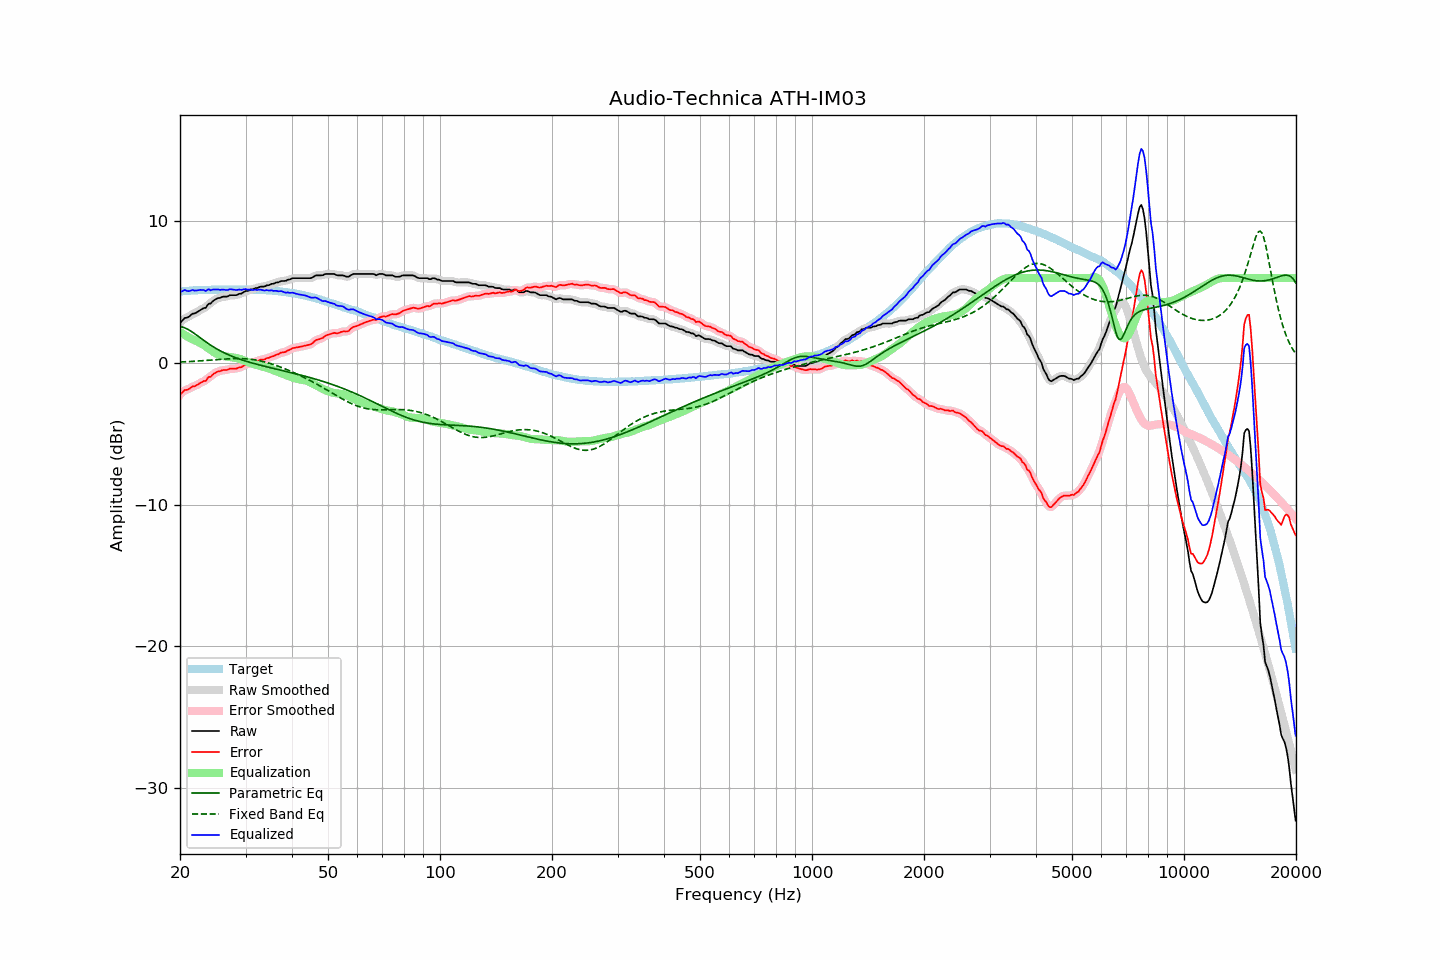 Audio-Technica ATH-IM03
Amplitude (dBr)
10
0
−10
−20
−30
Target
Raw Smoothed
Error Smoothed
Raw
Error
Equalization
Parametric Eq
Fixed Band Eq
Equalized
20 50 100 200 500 1000 2000 5000 10000 20000
Frequency (Hz)